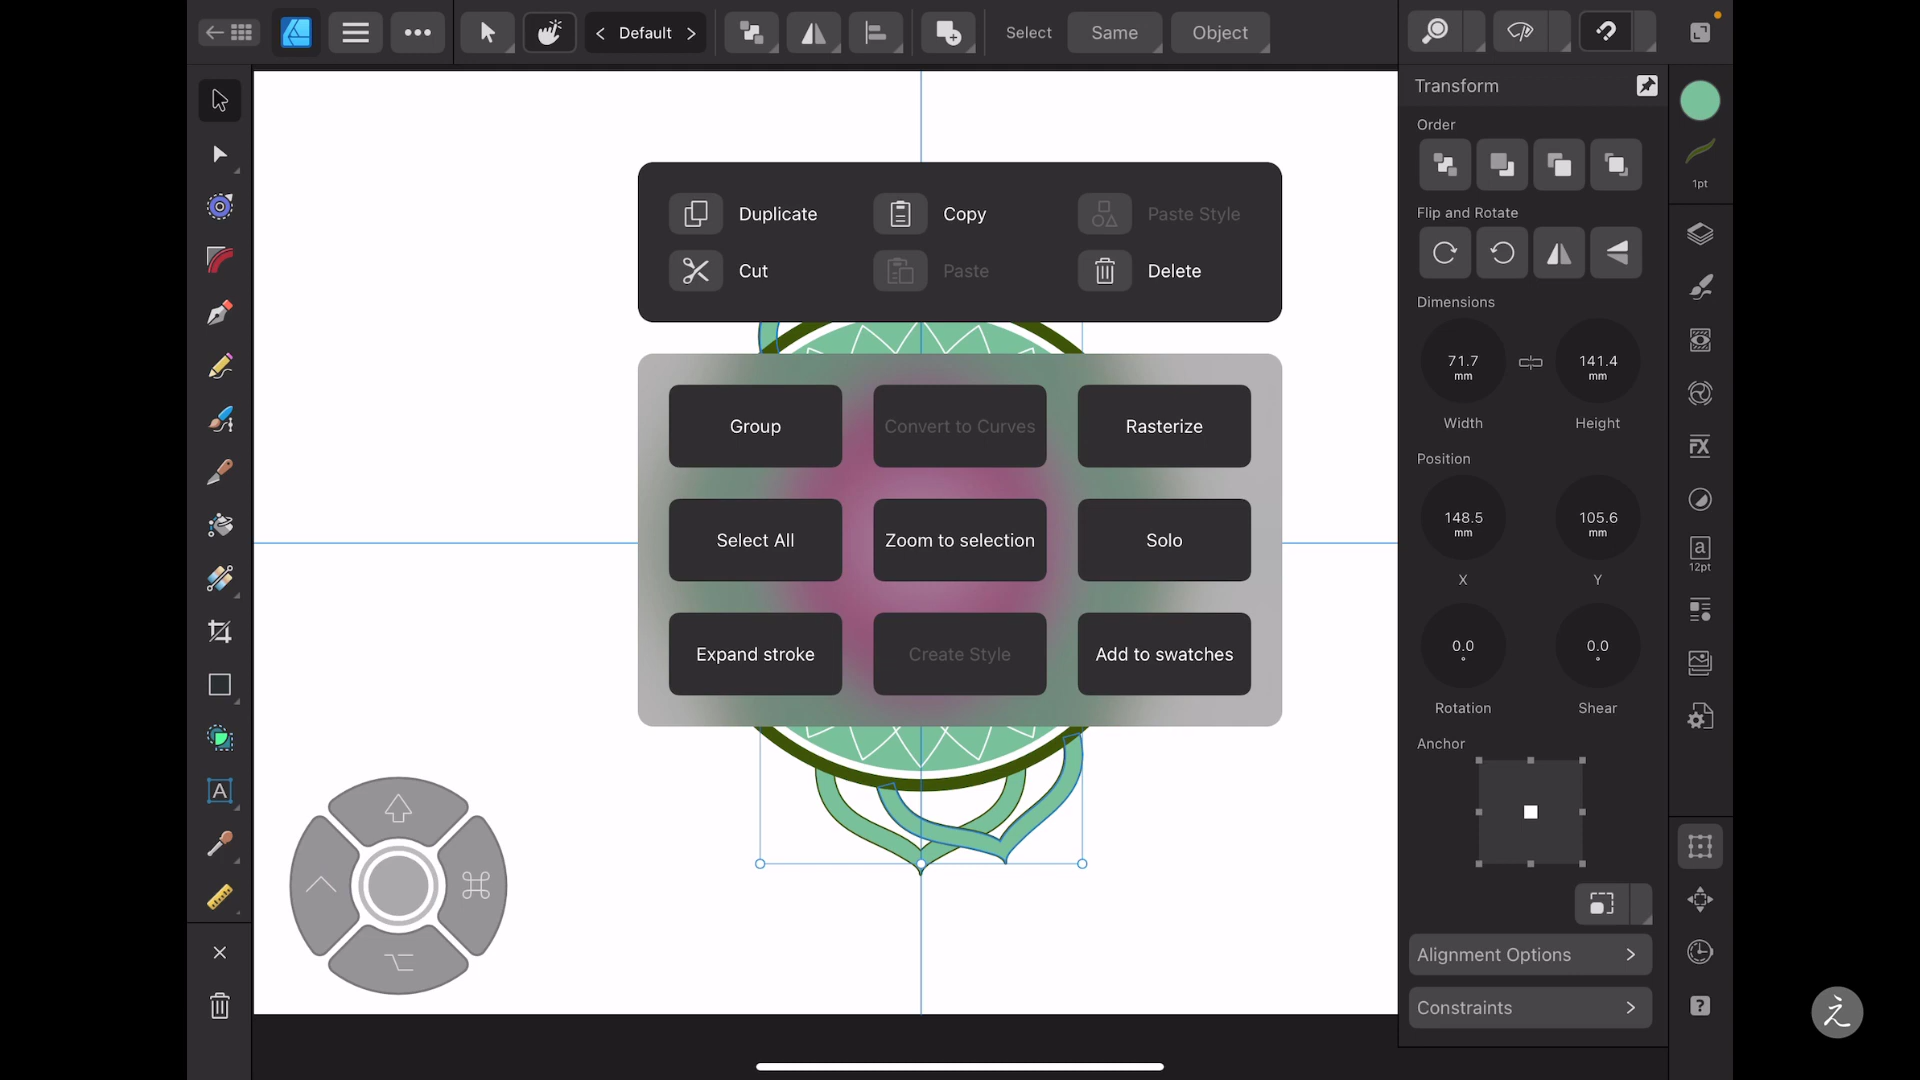 Default
Select
Same
Object
Transform
Order
1pt
Flip and Rotate
Dimensions
71.7
mm
141.4
mm
Width
Height
Position
148.5
mm
105.6
mm
X
Y
0.0
°
0.0
°
Rotation
Shear
Anchor
Alignment Options
Constraints
FX
a
12pt
?
Duplicate
Copy
Paste Style
Cut
Paste
Delete
Group
Convert to Curves
Rasterize
Select All
Zoom to selection
Solo
Expand stroke
Create Style
Add to swatches
A
之